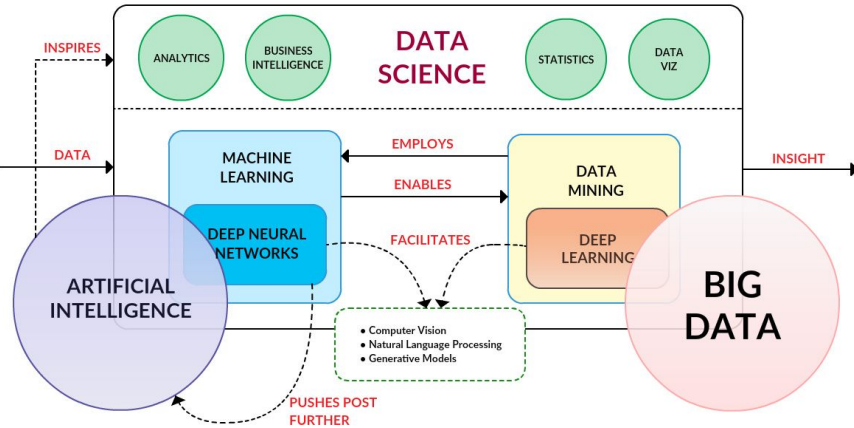 INSPIRES
ANALYTICS
BUSINESS
INTELLIGENCE
DATA
SCIENCE
STATISTICS
DATA
VIZ
DATA
MACHINE
LEARNING
EMPLOYS
ENABLES
DATA
MINING
INSIGHT
DEEP NEURAL
NETWORKS
FACILITATES
DEEP
LEARNING
ARTIFICIAL
INTELLIGENCE
BIG
DATA
• Computer Vision
• Natural Language Processing
• Generative Models
PUSHES POST
FURTHER